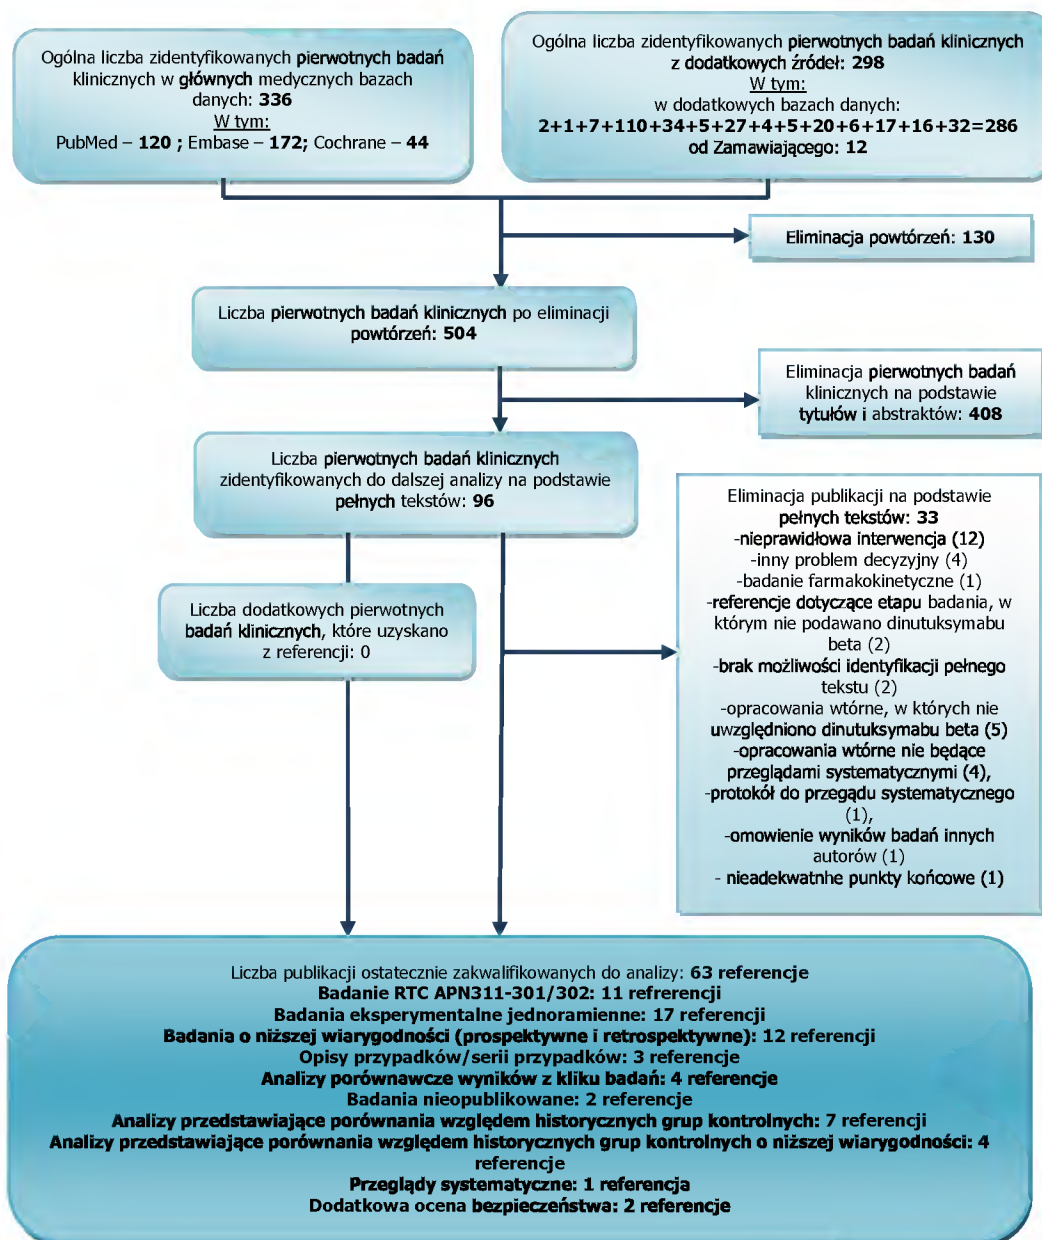 Ogólna liczba zidentyfikowanych pierwotnych badań
klinicznych w głównych medycznych bazach
danych: 336
W tym:
PubMed – 120 ; Embase – 172; Cochrane – 44
Ogólna liczba zidentyfikowanych pierwotnych badań klinicznych
z dodatkowych źródeł: 298
W tym:
w dodatkowych bazach danych:
2+1+7+110+34+5+27+4+5+20+6+17+16+32=286
od Zamawiającego: 12
Eliminacja powtórzeń: 130
Liczba pierwotnych badań klinicznych po eliminacji
powtórzeń: 504
Eliminacja pierwotnych badań
klinicznych na podstawie
tytułów i abstraktów: 408
Liczba pierwotnych badań klinicznych
zidentyfikowanych do dalszej analizy na podstawie
pełnych tekstów: 96
Eliminacja publikacji na podstawie
pełnych tekstów: 33
-nieprawidłowa interwencja (12)
-inny problem decyzyjny (4)
-badanie farmakokinetyczne (1)
-referencje dotyczące etapu badania, w
którym nie podawano dinutuksymabu
beta (2)
-brak możliwości identyfikacji pełnego
tekstu (2)
-opracowania wtórne, w których nie
uwzględniono dinutuksymabu beta (5)
-opracowania wtórne nie będące
przeglądami systematycznymi (4),
-protokół do przegądu systematycznego
(1),
-omowienie wyników badań innych
autorów (1)
- nieadekwatnhe punkty końcowe (1)
Liczba dodatkowych pierwotnych
badań klinicznych, które uzyskano
z referencji: 0
Liczba publikacji ostatecznie zakwalifikowanych do analizy: 63 referencje
Badanie RTC APN311-301/302: 11 refrerencji
Badania eksperymentalne jednoramienne: 17 referencji
Badania o niższej wiarygodności (prospektywne i retrospektywne): 12 referencji
Opisy przypadków/serii przypadków: 3 referencje
Analizy porównawcze wyników z kliku badań: 4 referencje
Badania nieopublikowane: 2 referencje
Analizy przedstawiające porównania względem historycznych grup kontrolnych: 7 referencji
Analizy przedstawiające porównania względem historycznych grup kontrolnych o niższej wiarygodności: 4
referencje
Przeglądy systematyczne: 1 referencja
Dodatkowa ocena bezpieczeństwa: 2 referencje